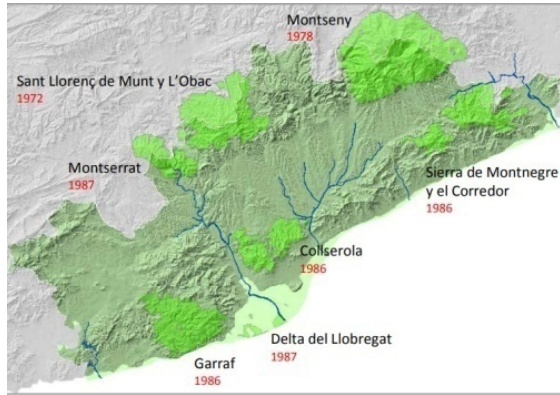 Montseny
1978
Sant Llorenç de Munt y L'Obac
1972
Montserrat
1987
Sierra de Montnegre
y el Corredor
1986
Collserola
1986
Delta del Llobregat
1987
Garraf
1986